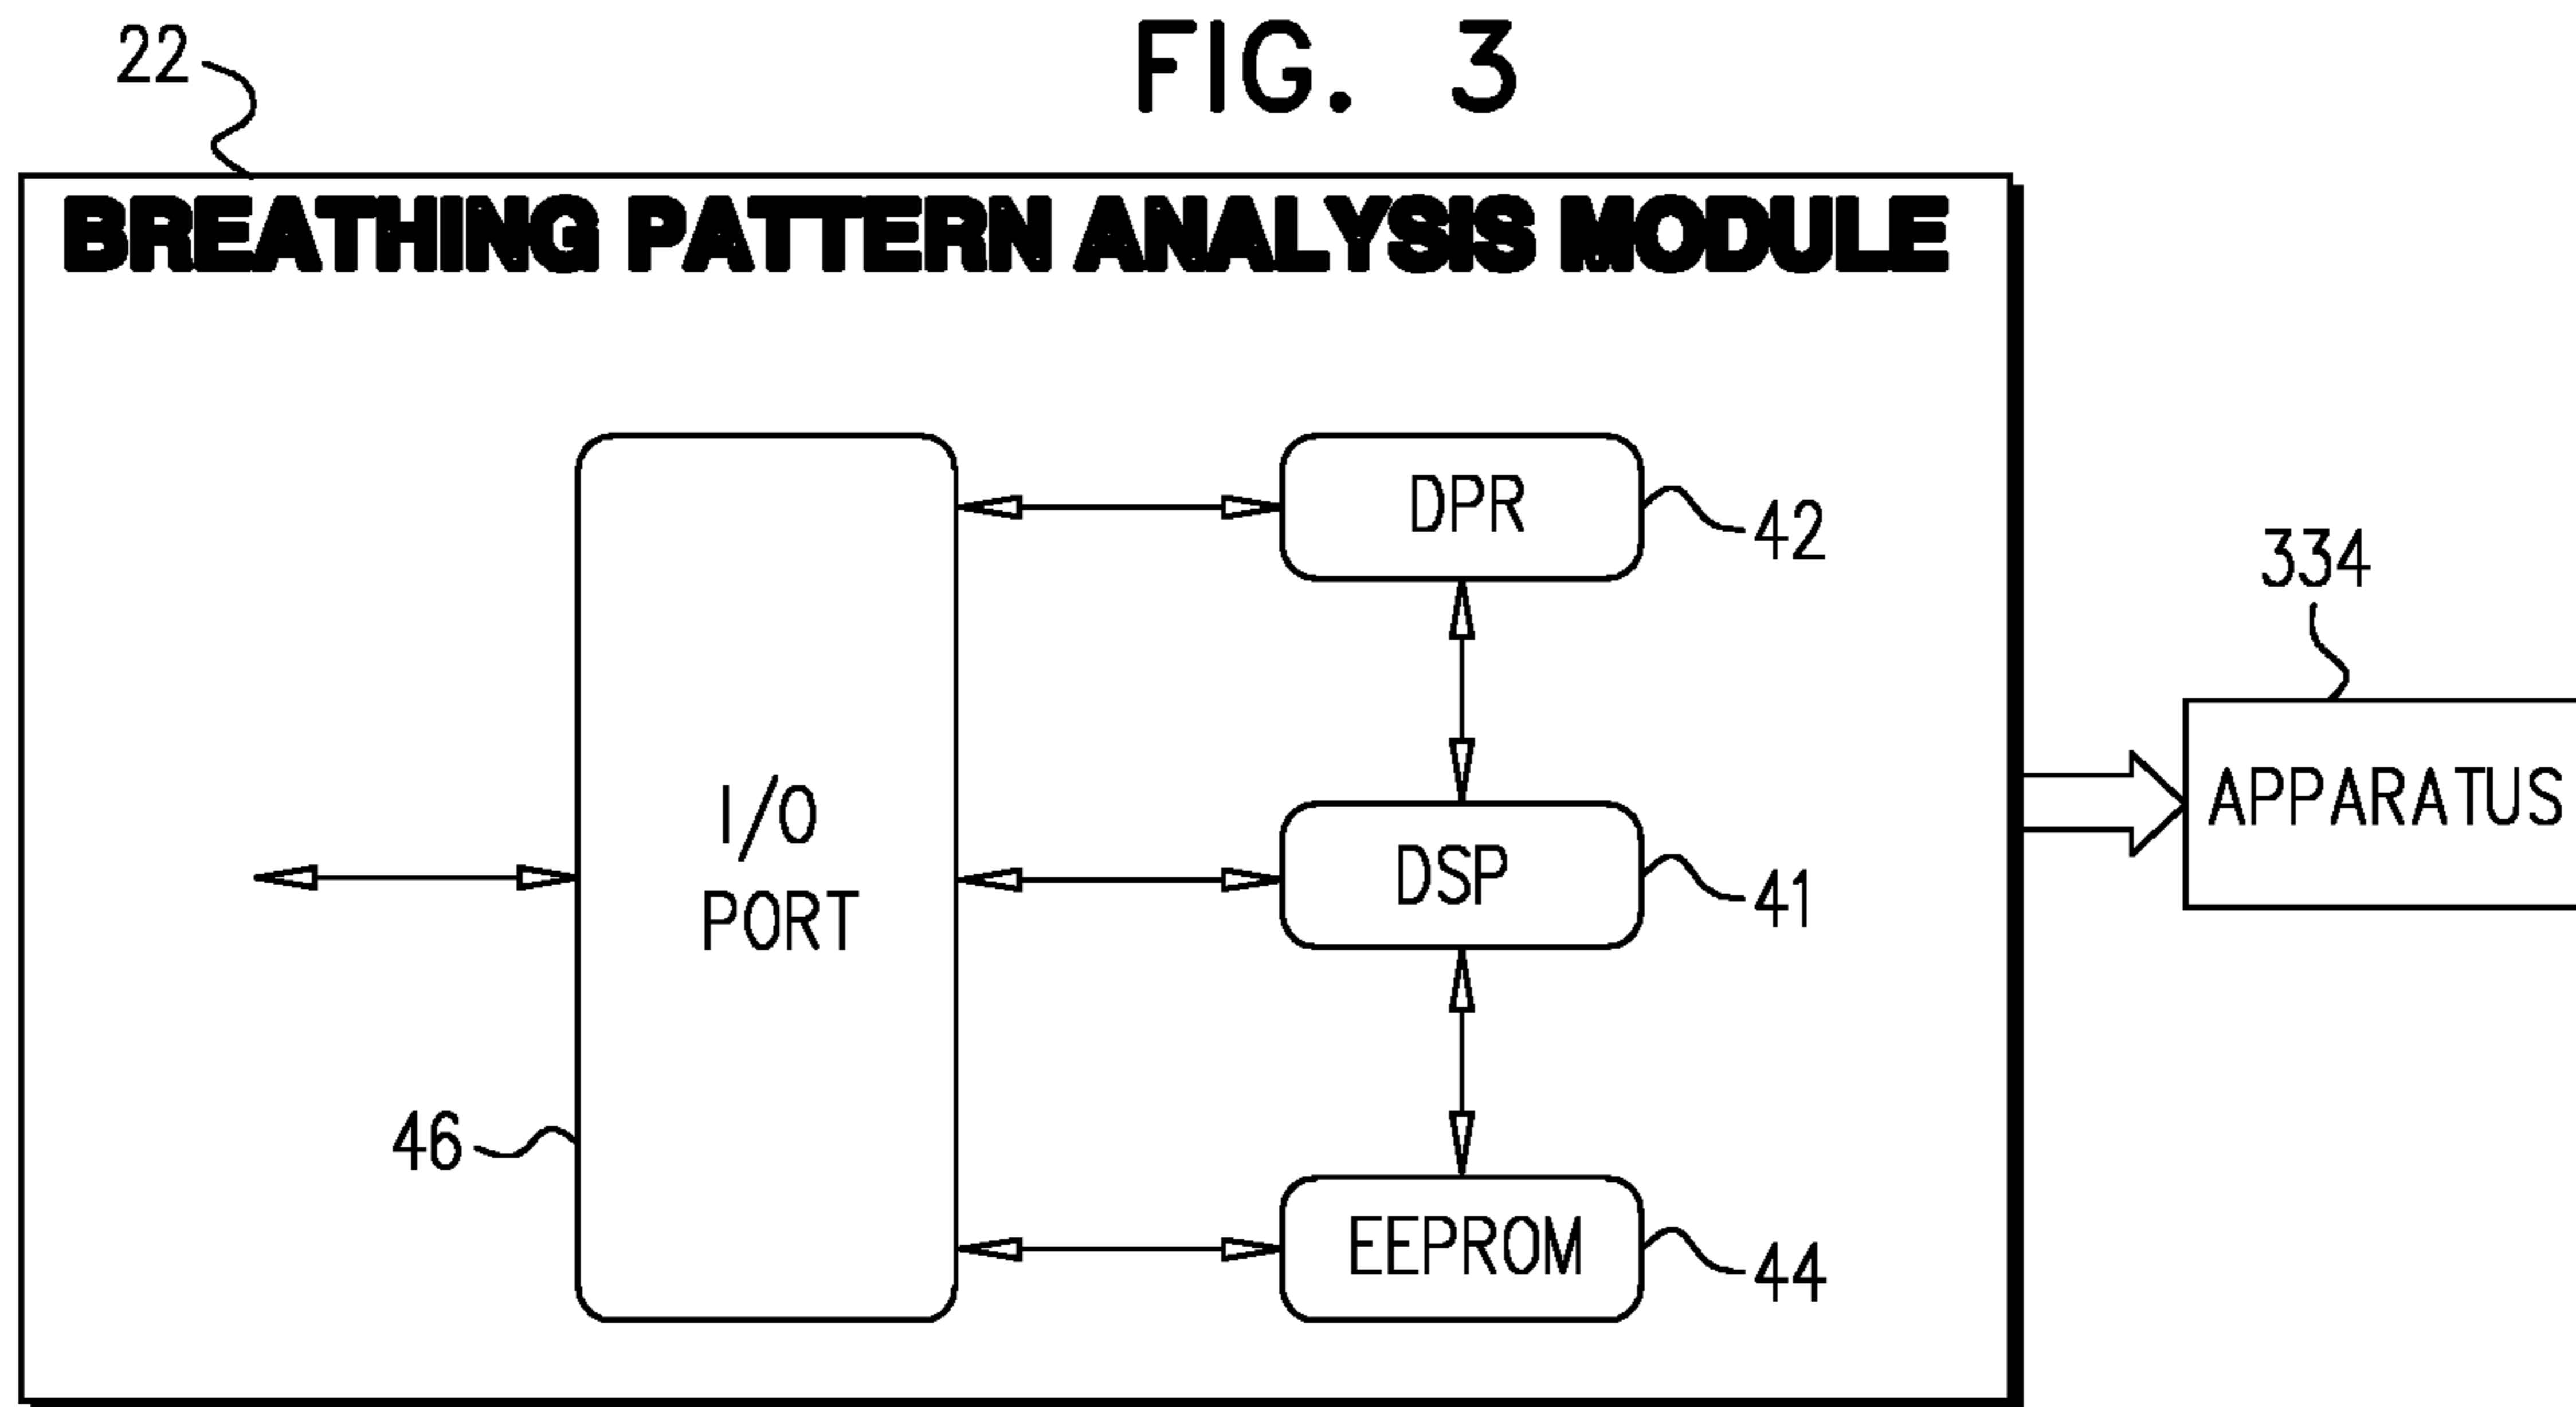 FIG. 3
22
BREATHING PATTERN ANALYSIS MODULE
DPR
42
334
I/O
PORT
APPARATUS
DSP
41
46
EEPROM
44